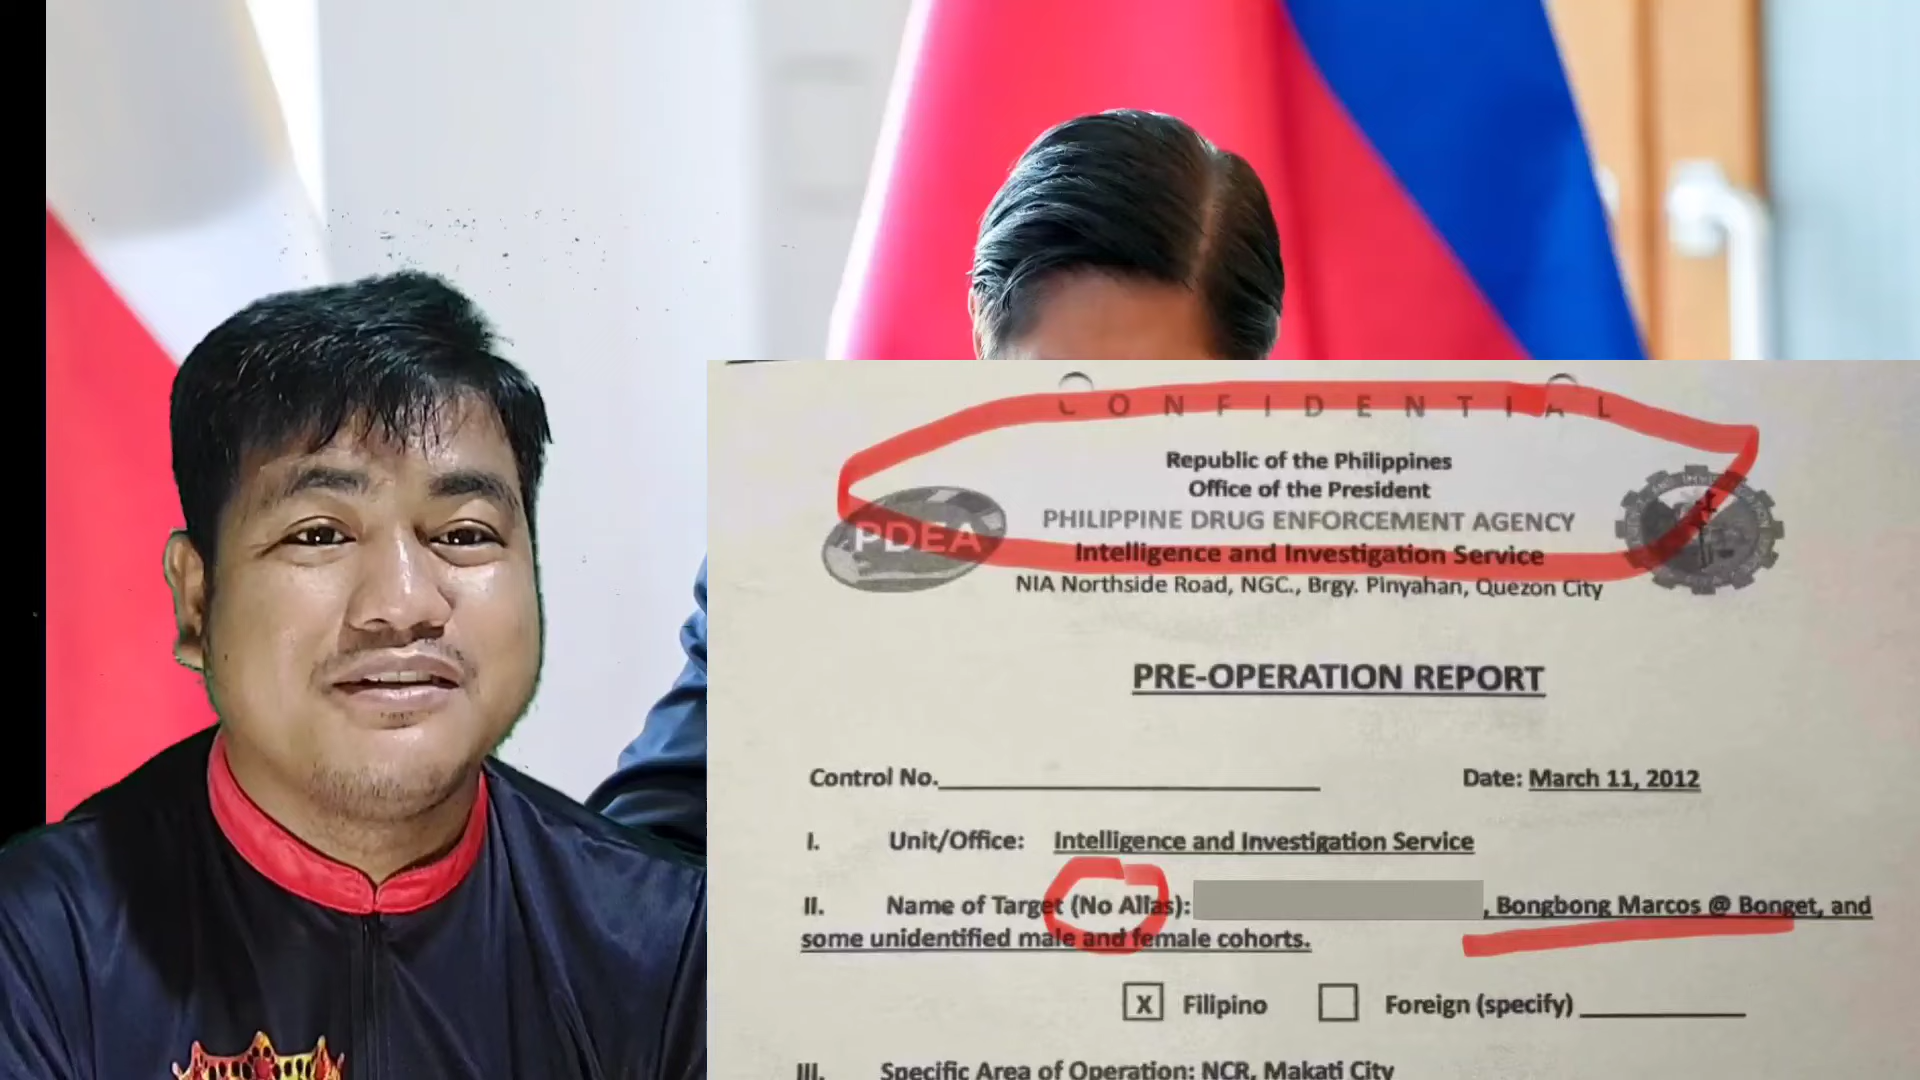 CONFIDENTIAL
Republic of the Philippines
Office of the President
PHILIPPINE DRUG ENFORCEMENT AGENCY
PDEA
Intelligence and Investigation Service
NIA Northside Road, NGC., Brgy. Pinyahan, Quezon City
PRE-OPERATION REPORT
Control No.
Date: March 11, 2012
I. Unit/Office: Intelligence and Investigation Service
II. Name of Target (No Alias): , Bongbong Marcos @ Bonget, and
some unidentified male and female cohorts.
X Filipino Foreign (specify)
III. Specific Area of Operation: NCR, Makati City